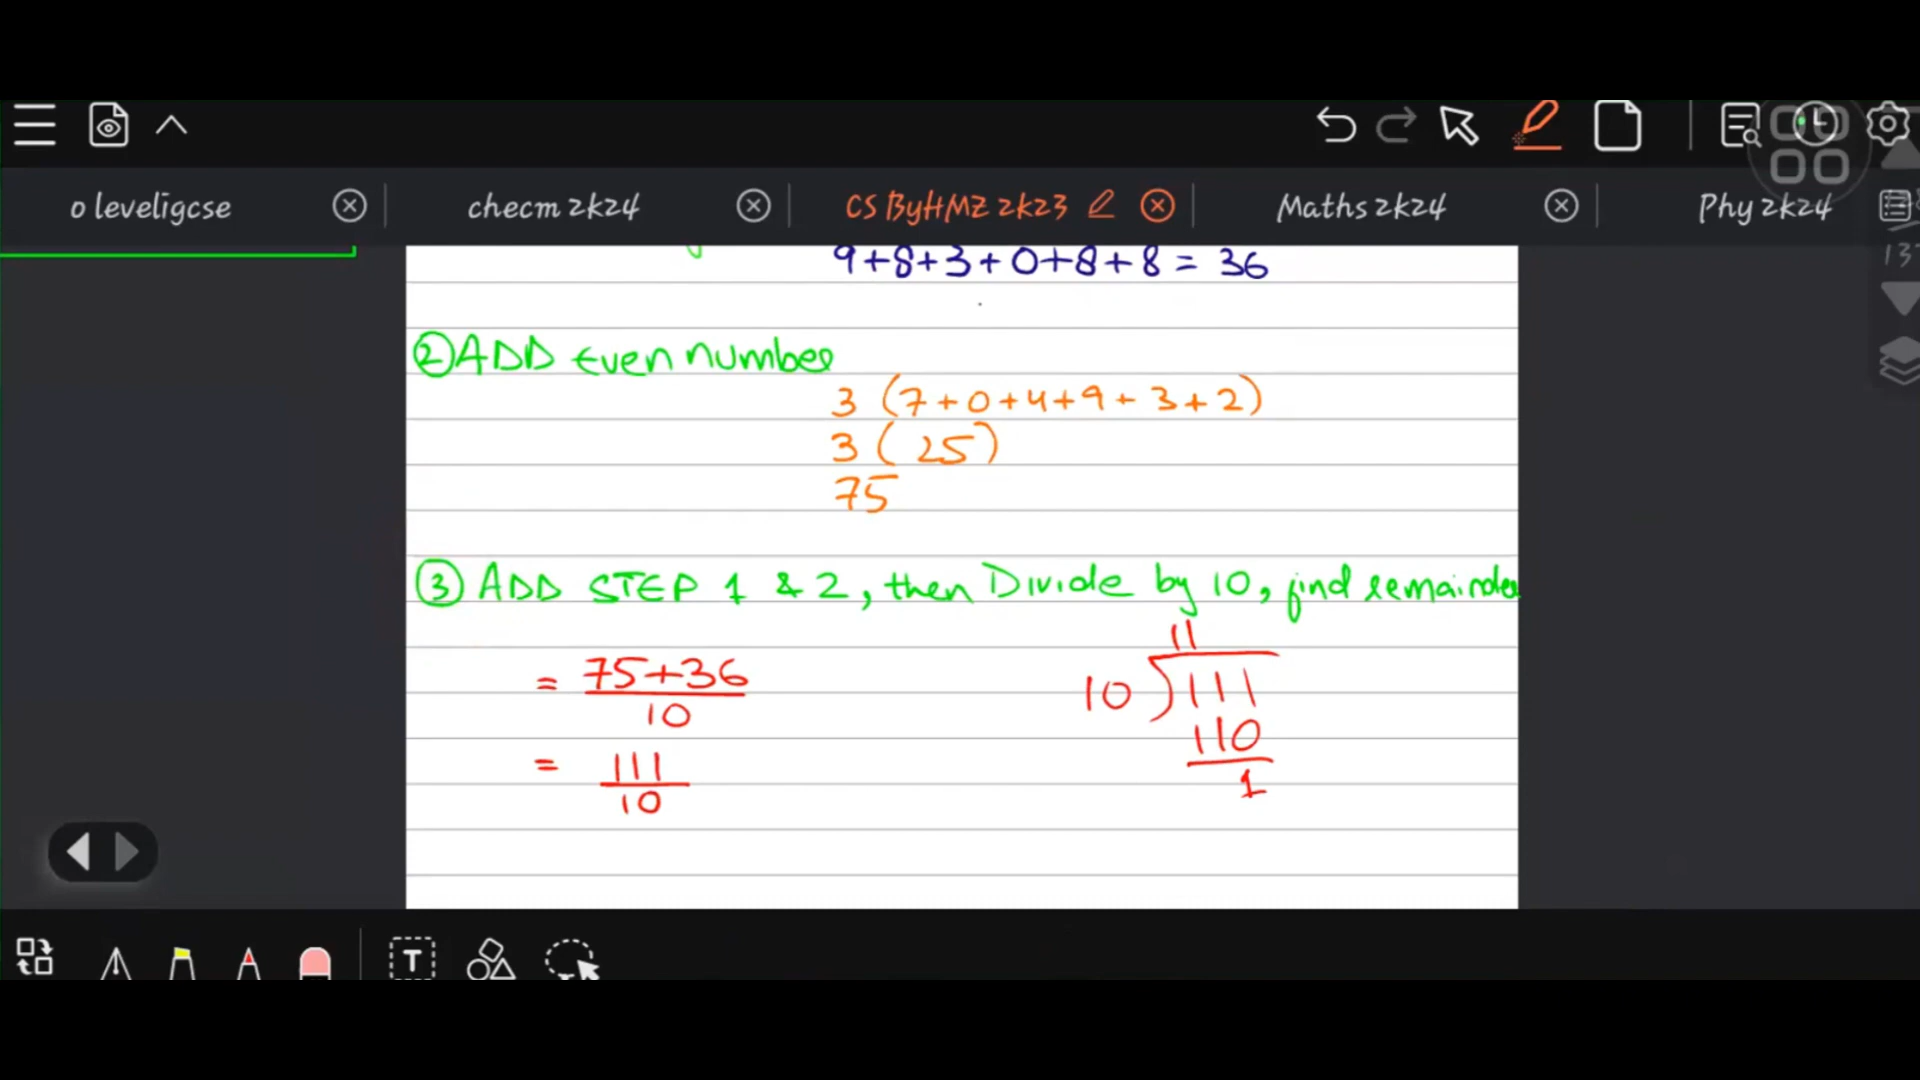 o leveligcse checm 2k24 CS ByHMZ 2k23 Maths 2k24 Phy 2k24
9+8+3+0+8+8 = 36
② ADD Even number
3 (7+0+4+9+3+2)
3 (25)
75
③ ADD STEP 1 & 2, then Divide by 10, find remainder
= 75+36
10
= 111
10
11
10 ) 111
110
1
T